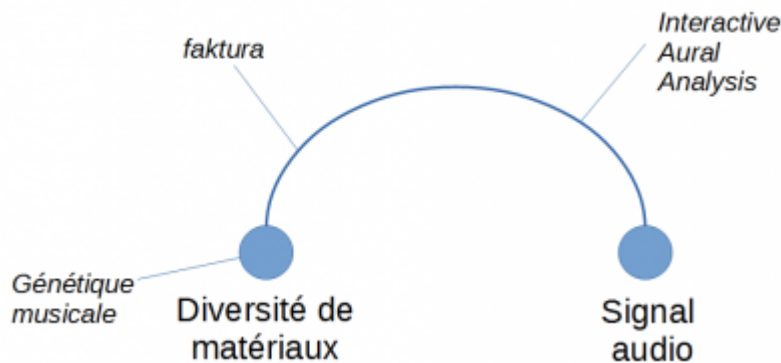 faktura
Interactive
Aural
Analysis
Génétique
musicale
Diversité de
matériaux
Signal
audio